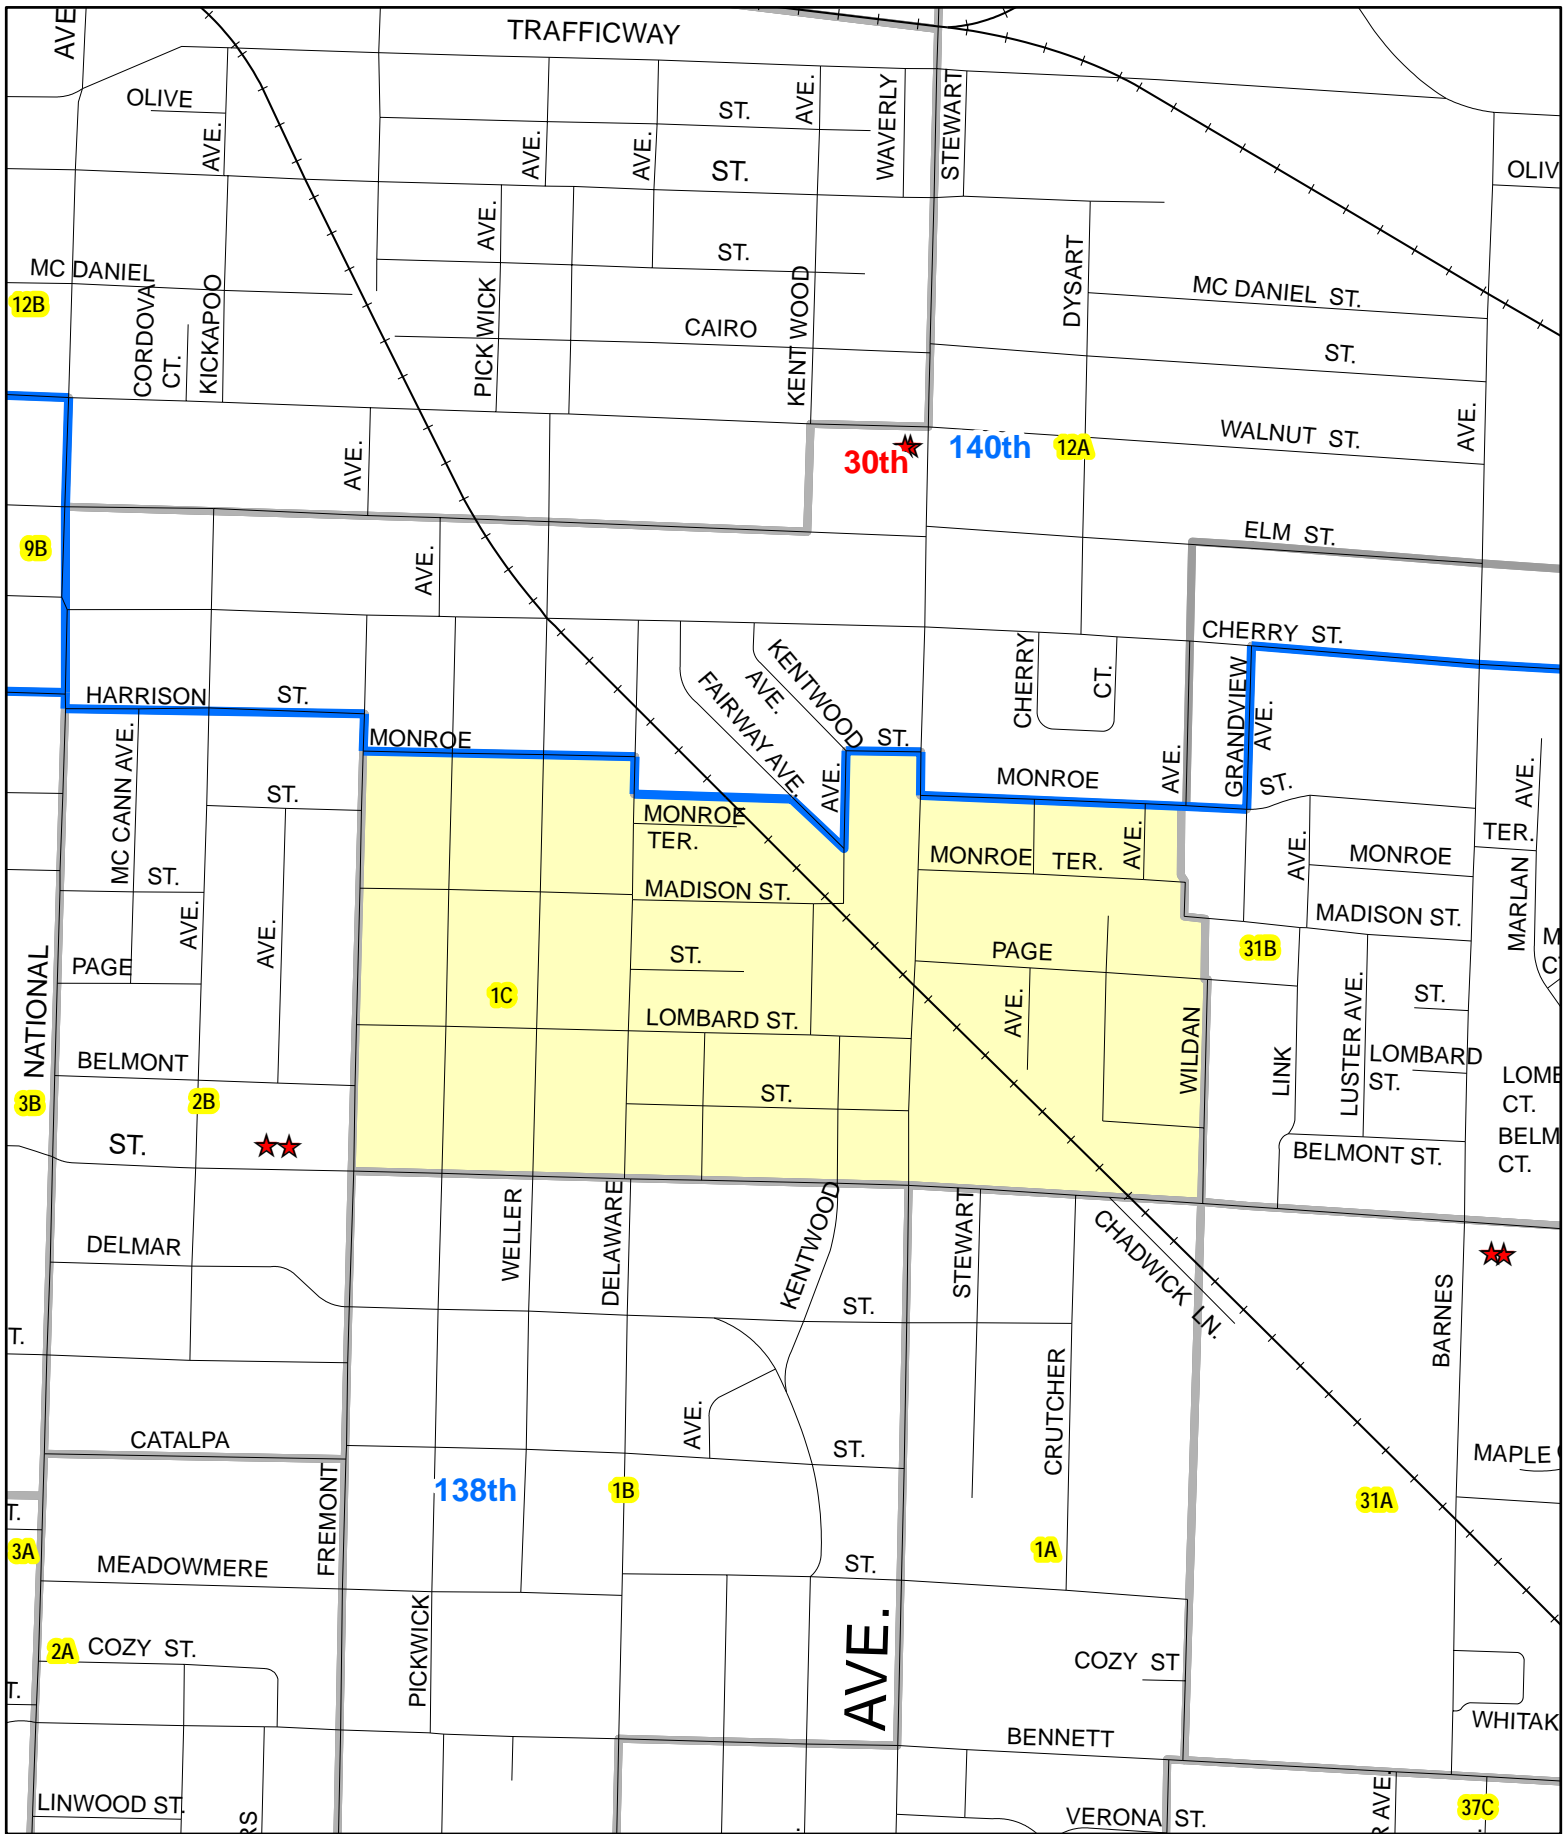 AVE
TRAFFICWAY
OLIVE
AVE.
ST.
AVE.
AVE.
AVE.
WAVERLY
STEWART
ST.
OLIV
MC DANIEL
AVE.
ST.
KENT WOOD
DYSART
MC DANIEL ST.
12B
CORDOVA
CT.
KICKAPOO
PICK WICK
CAIRO
ST.
AVE.
30th
140th
12A
WALNUT ST.
AVE.
9B
AVE.
ELM ST.
CHERRY ST.
HARRISON
ST.
MONROE
KENTWOOD
AVE.
FAIRWAY AVE.
AVE.
ST.
CHERRY
CT.
MONROE
AVE.
GRANDVIEW
AVE.
ST.
MC CANN AVE.
ST.
MONROE
TER.
MONROE TER.
AVE.
AVE.
MONROE
TER.
AVE.
MARLAN
ST.
AVE.
AVE.
MADISON ST.
MADISON ST.
PAGE
NATIONAL
1C
ST.
PAGE
31B
M
C
LOMBARD ST.
AVE.
WILDAN
LINK
LUSTER AVE.
ST.
BELMONT
LOMBARD
ST.
LOMB
CT.
3B
2B
ST.
ST.
BELMONT ST.
BELM
CT.
DELMAR
WELLER
DELAWARE
KENTWOOD
STEWART
CHADWICK LN.
ST.
T.
BARNES
CRUTCHER
CATALPA
AVE.
ST.
MAPLE
FREMONT
138th
1B
31A
T.
3A
MEADOWMERE
1A
ST.
PICKWICK
2A
COZY ST.
AVE.
COZY ST
T.
BENNETT
WHITAK
LINWOOD ST.
RS
VERONA ST.
R AVE.
37C